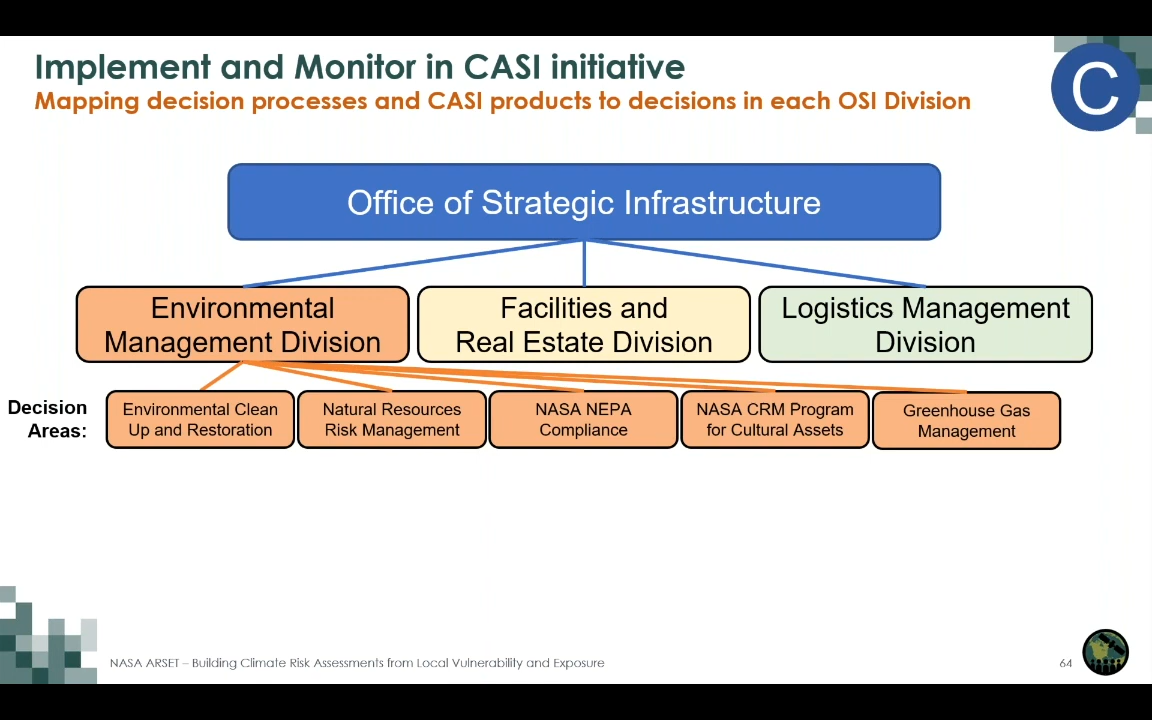 Implement and Monitor in CASI initiative
Mapping decision processes and CASI products to decisions in each OSI Division
C
Office of Strategic Infrastructure
Environmental
Management Division
Facilities and
Real Estate Division
Logistics Management
Division
Decision
Areas:
Environmental Clean
Up and Restoration
Natural Resources
Risk Management
NASA NEPA
Compliance
NASA CRM Program
for Cultural Assets
Greenhouse Gas
Management
NASA ARSET – Building Climate Risk Assessments from Local Vulnerability and Exposure
64